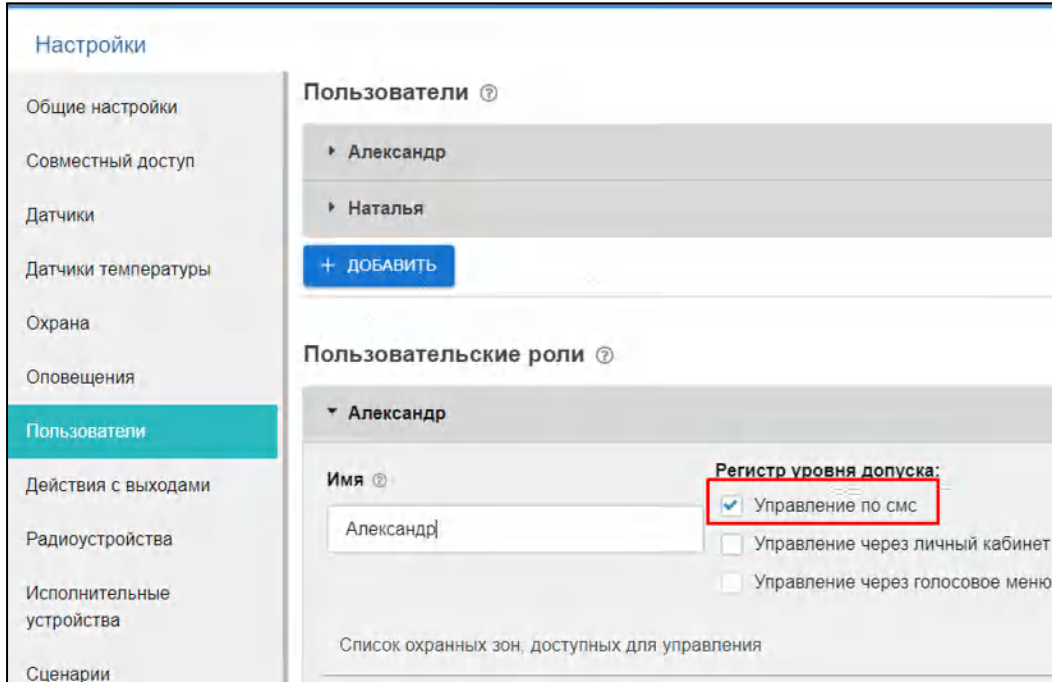 Настройки
Общие настройки
Совместный доступ
Датчики
Датчики температуры
Охрана
Оповещения
Пользователи
Действия с выходами
Радиоустройства
Исполнительные
устройства
Сценарии
Пользователи ?
Александр
Наталья
+ ДОБАВИТЬ
Пользовательские роли ?
Александр
Имя ?
Александр
Регистр уровня допуска:
Управление по смс
Управление через личный кабинет
Управление через голосовое меню
Список охранных зон, доступных для управления